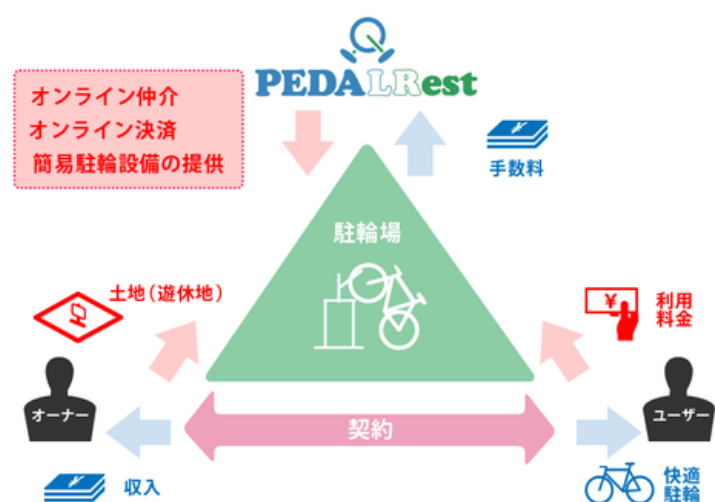 PEDALRest
オンライン仲介
オンライン決済
簡易駐輪設備の提供
¥
手数料
駐輪場
土地(遊休地)
¥
利用
料金
オーナー
ユーザー
契約
¥
収入
快適
駐輪